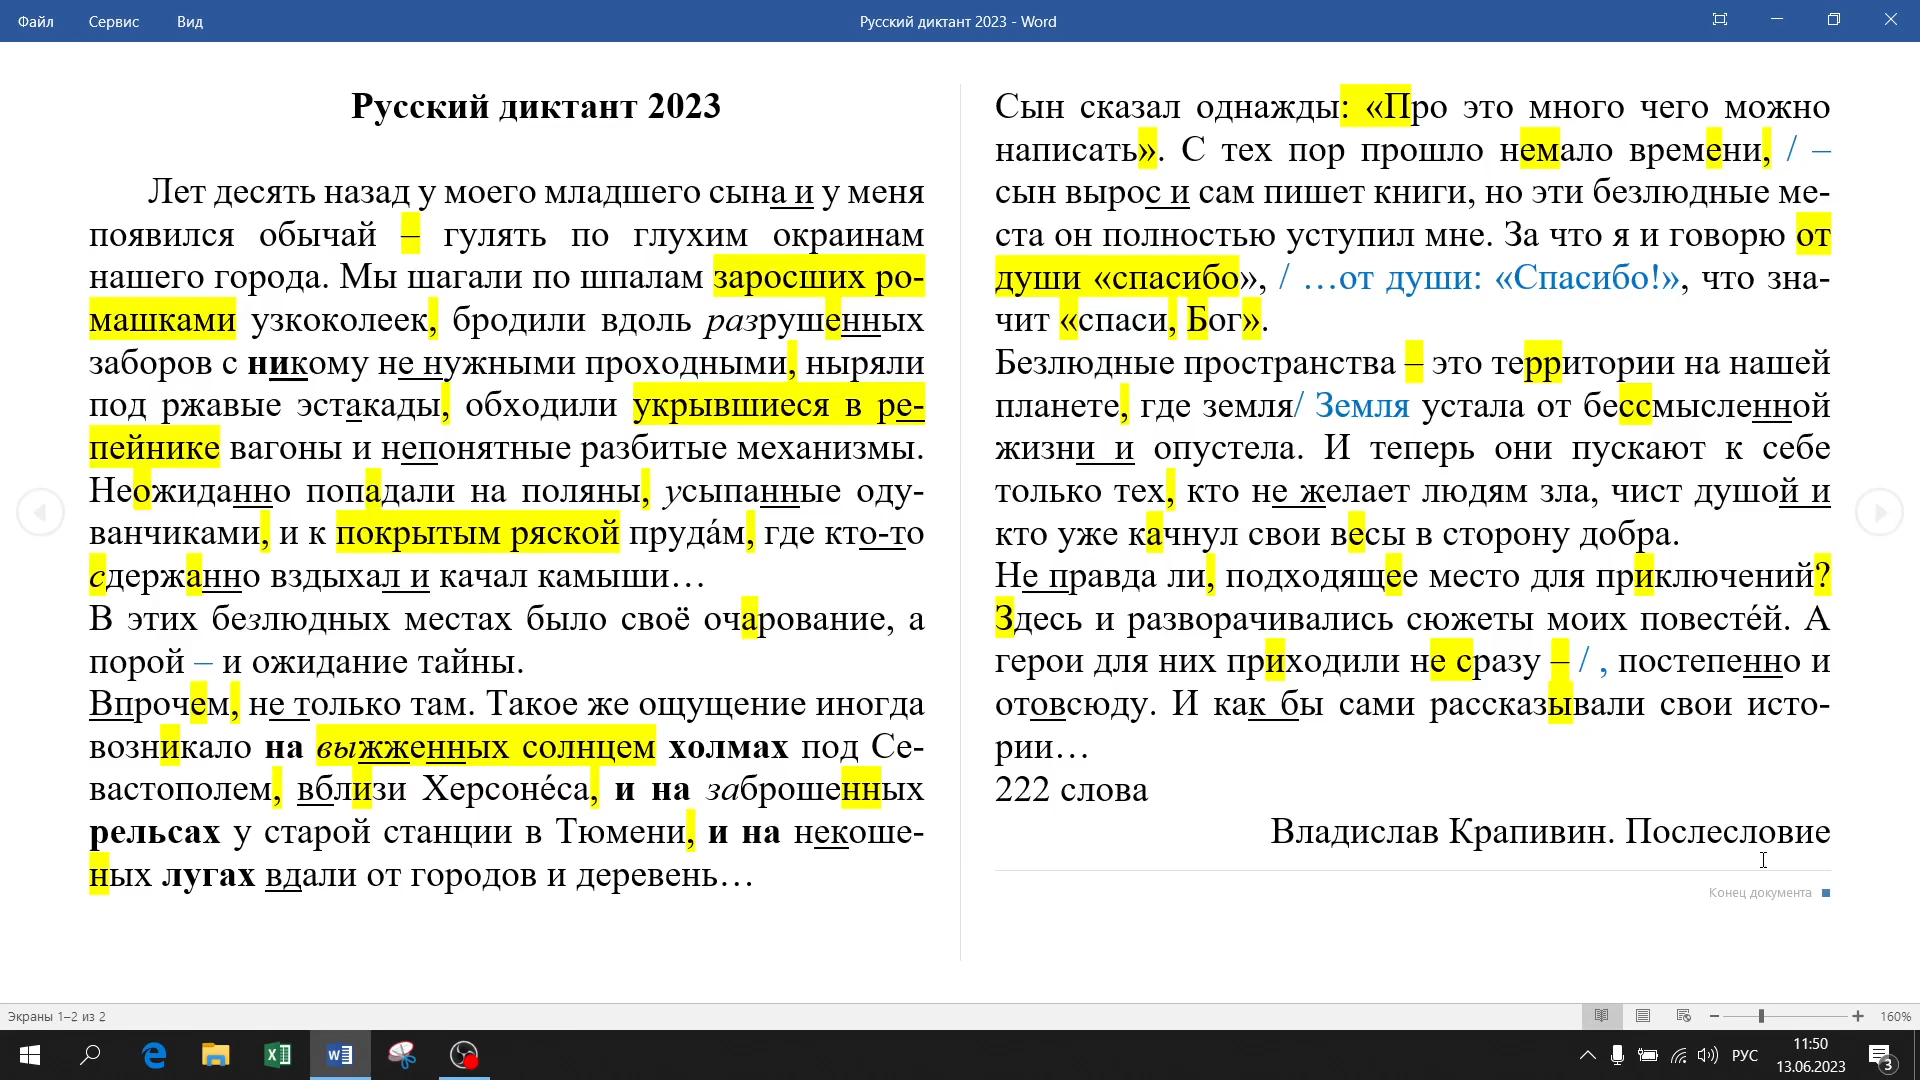 Файл Сервис Вид Русский диктант 2023 - Word
Русский диктант 2023
Лет десять назад у моего младшего сына и у меня
появился обычай – гулять по глухим окраинам
нашего города. Мы шагали по шпалам заросших ро-
машками узкоколеек, бродили вдоль разрушенных
заборов с никому не нужными проходными, ныряли
под ржавые эстакады, обходили укрывшиеся в ре-
пейнике вагоны и непонятные разбитые механизмы.
Неожиданно попадали на поляны, усыпанные оду-
ванчиками, и к покрытым ряской пруда́м, где кто-то
сдержанно вздыхал и качал камыши…
В этих безлюдных местах было своё очарование, а
порой – и ожидание тайны.
Впрочем, не только там. Такое же ощущение иногда
возникало на выжженных солнцем холмах под Се-
вастополем, вблизи Херсоне́са, и на заброшенных
рельсах у старой станции в Тюмени, и на некоше-
ных лугах вдали от городов и деревень…
Сын сказал однажды: «Про это много чего можно
написать». С тех пор прошло немало времени, / –
сын вырос и сам пишет книги, но эти безлюдные ме-
ста он полностью уступил мне. За что я и говорю от
души «спасибо», / …от души: «Спасибо!», что зна-
чит «спаси, Бог».
Безлюдные пространства – это территории на нашей
планете, где земля/ Земля устала от бессмысленной
жизни и опустела. И теперь они пускают к себе
только тех, кто не желает людям зла, чист душой и
кто уже качнул свои весы в сторону добра.
Не правда ли, подходящее место для приключений?
Здесь и разворачивались сюжеты моих повесте́й. А
герои для них приходили не сразу – / , постепенно и
отовсюду. И как бы сами рассказывали свои исто-
рии…
222 слова
Владислав Крапивин. Послесловие
Конец документа
Экраны 1–2 из 2 160%
РУС 11:50
13.06.2023 3